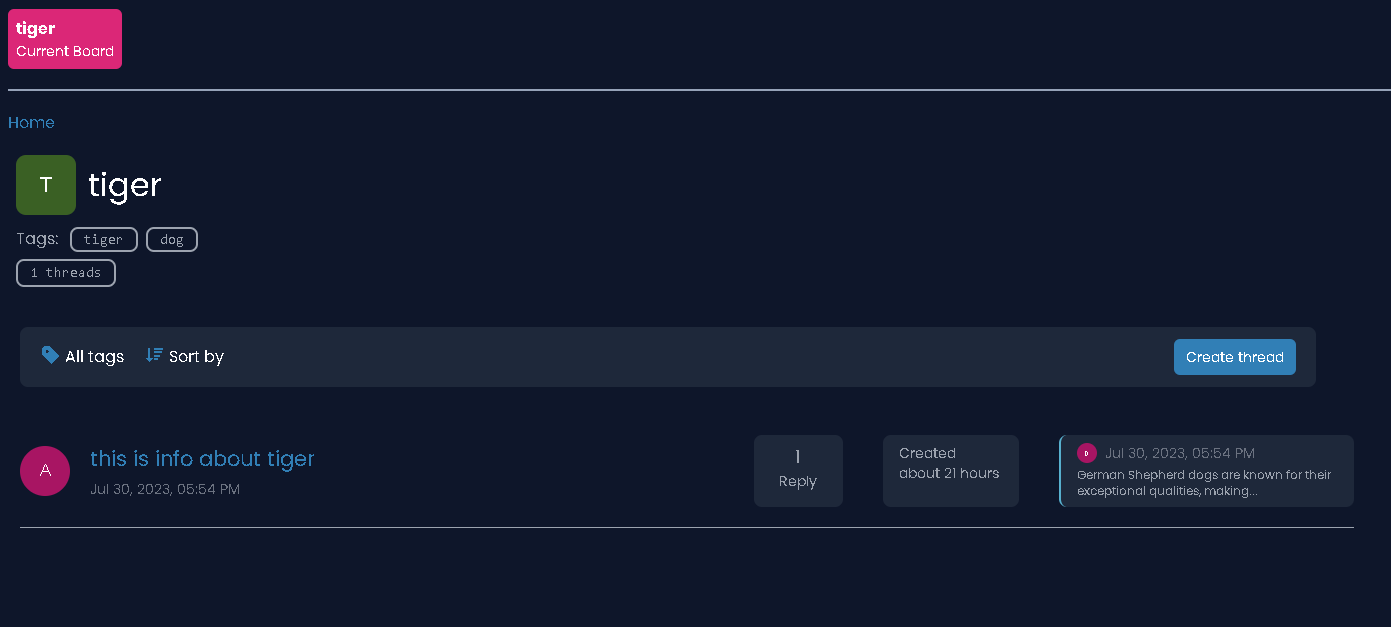 tiger
Current Board
Home
T
tiger
Tags: tiger dog
1 threads
All tags Sort by Create thread
A
this is info about tiger
Jul 30, 2023, 05:54 PM
1
Reply
Created
about 21 hours
D Jul 30, 2023, 05:54 PM
German Shepherd dogs are known for their
exceptional qualities, making...